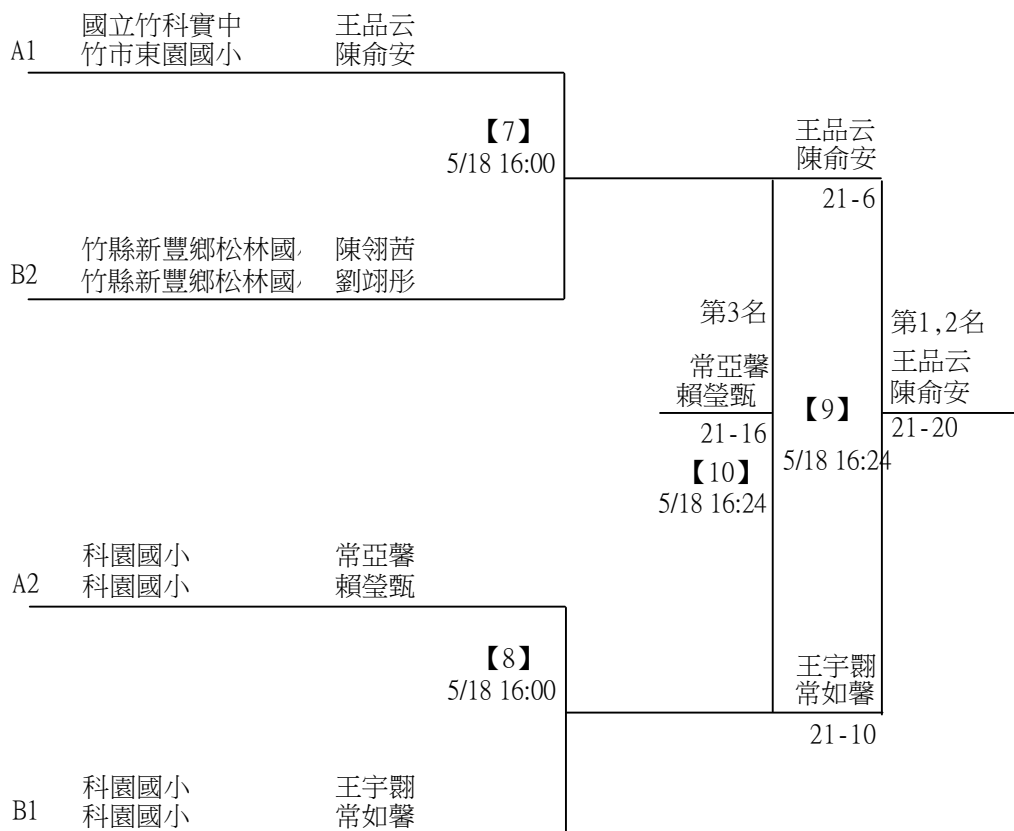 國立竹科實中 王品云
A1 竹市東園國小 陳俞安
【7】
5/18 16:00
王品云
陳俞安
21-6
竹縣新豐鄉松林國 陳翎茜
B2 竹縣新豐鄉松林國 劉翊彤
第3名
第1,2名
常亞馨
賴瑩甄
王品云
陳俞安
【9】
21-16
21-20
【10】
5/18 16:24
5/18 16:24
科園國小 常亞馨
A2 科園國小 賴瑩甄
【8】
5/18 16:00
王宇翾
常如馨
21-10
科園國小 王宇翾
B1 科園國小 常如馨